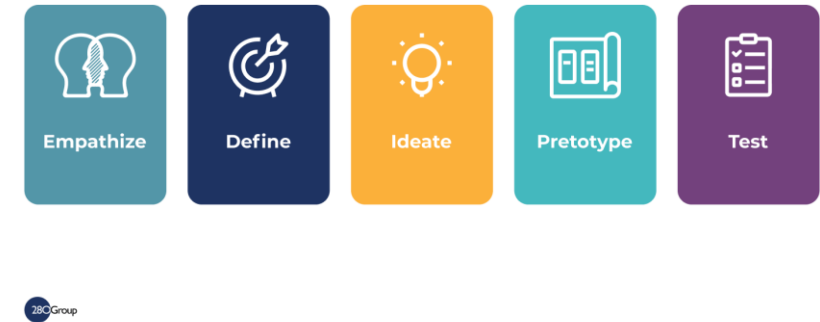 Empathize
Define
Ideate
Pretotype
Test
280Group